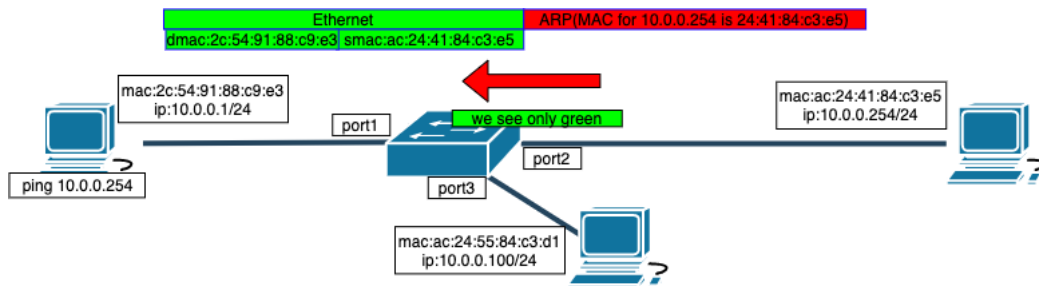 Ethernet
ARP(MAC for 10.0.0.254 is 24:41:84:c3:e5)
dmac:2c:54:91:88:c9:e3
smac:ac:24:41:84:c3:e5
mac:2c:54:91:88:c9:e3
ip:10.0.0.1/24
mac:ac:24:41:84:c3:e5
ip:10.0.0.254/24
we see only green
port1
port2
ping 10.0.0.254
port3
mac:ac:24:55:84:c3:d1
ip:10.0.0.100/24